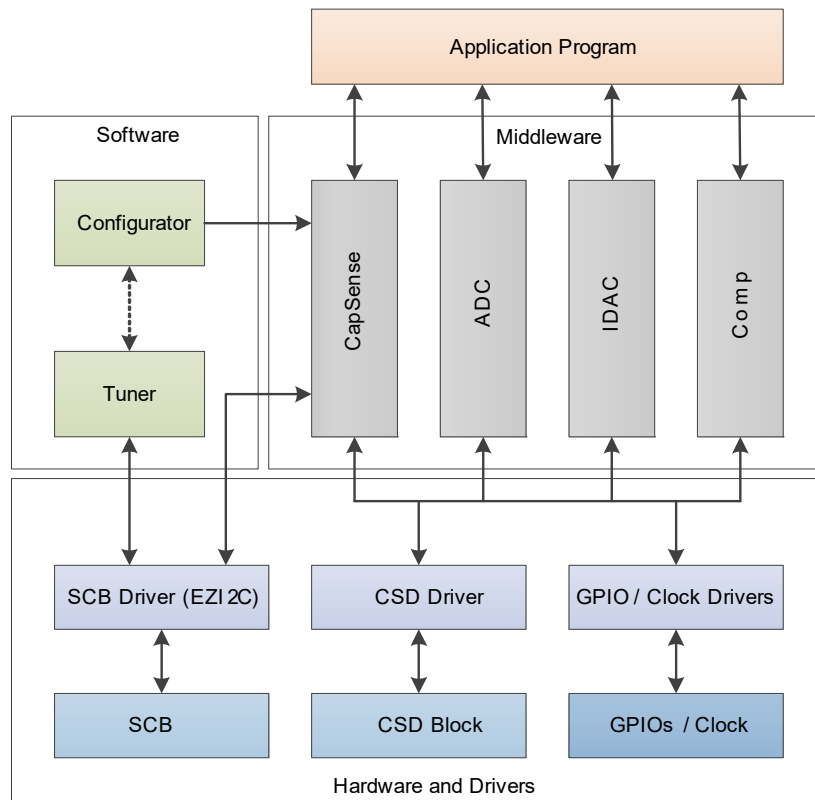 Application Program
Software
Middleware
Configurator
Tuner
CapSense
ADC
IDAC
Comp
SCB Driver (EZI2C)
CSD Driver
GPIO / Clock Drivers
SCB
CSD Block
GPIOs / Clock
Hardware and Drivers